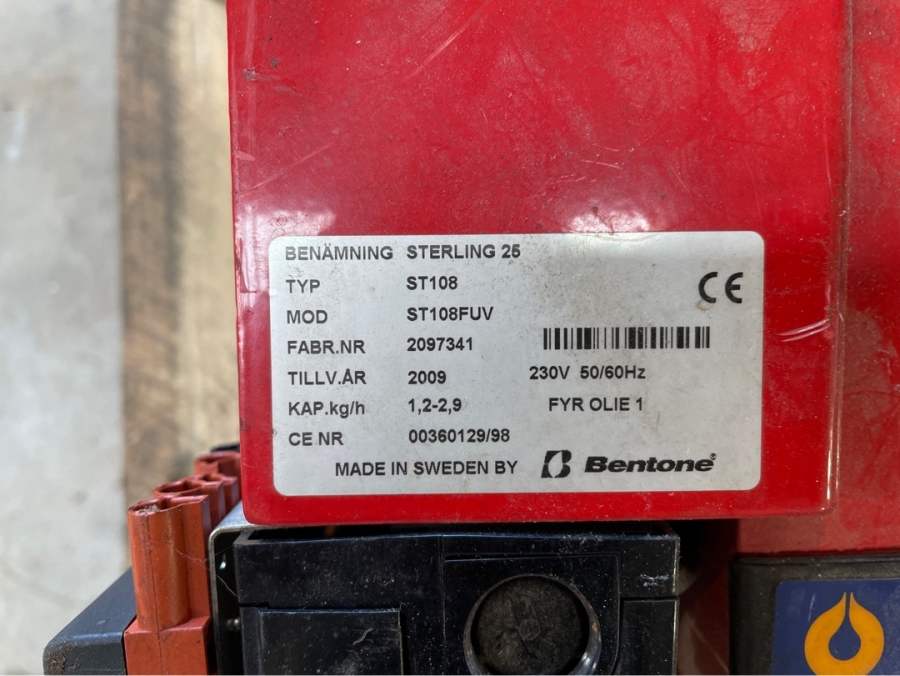 BENÄMNING STERLING 25
TYP ST108
MOD ST108FUV
FABR.NR 2097341
TILLV.ÅR 2009 230V 50/60Hz
KAP.kg/h 1,2-2,9 FYR OLIE 1
CE NR 00360129/98
MADE IN SWEDEN BY Bentone
CE